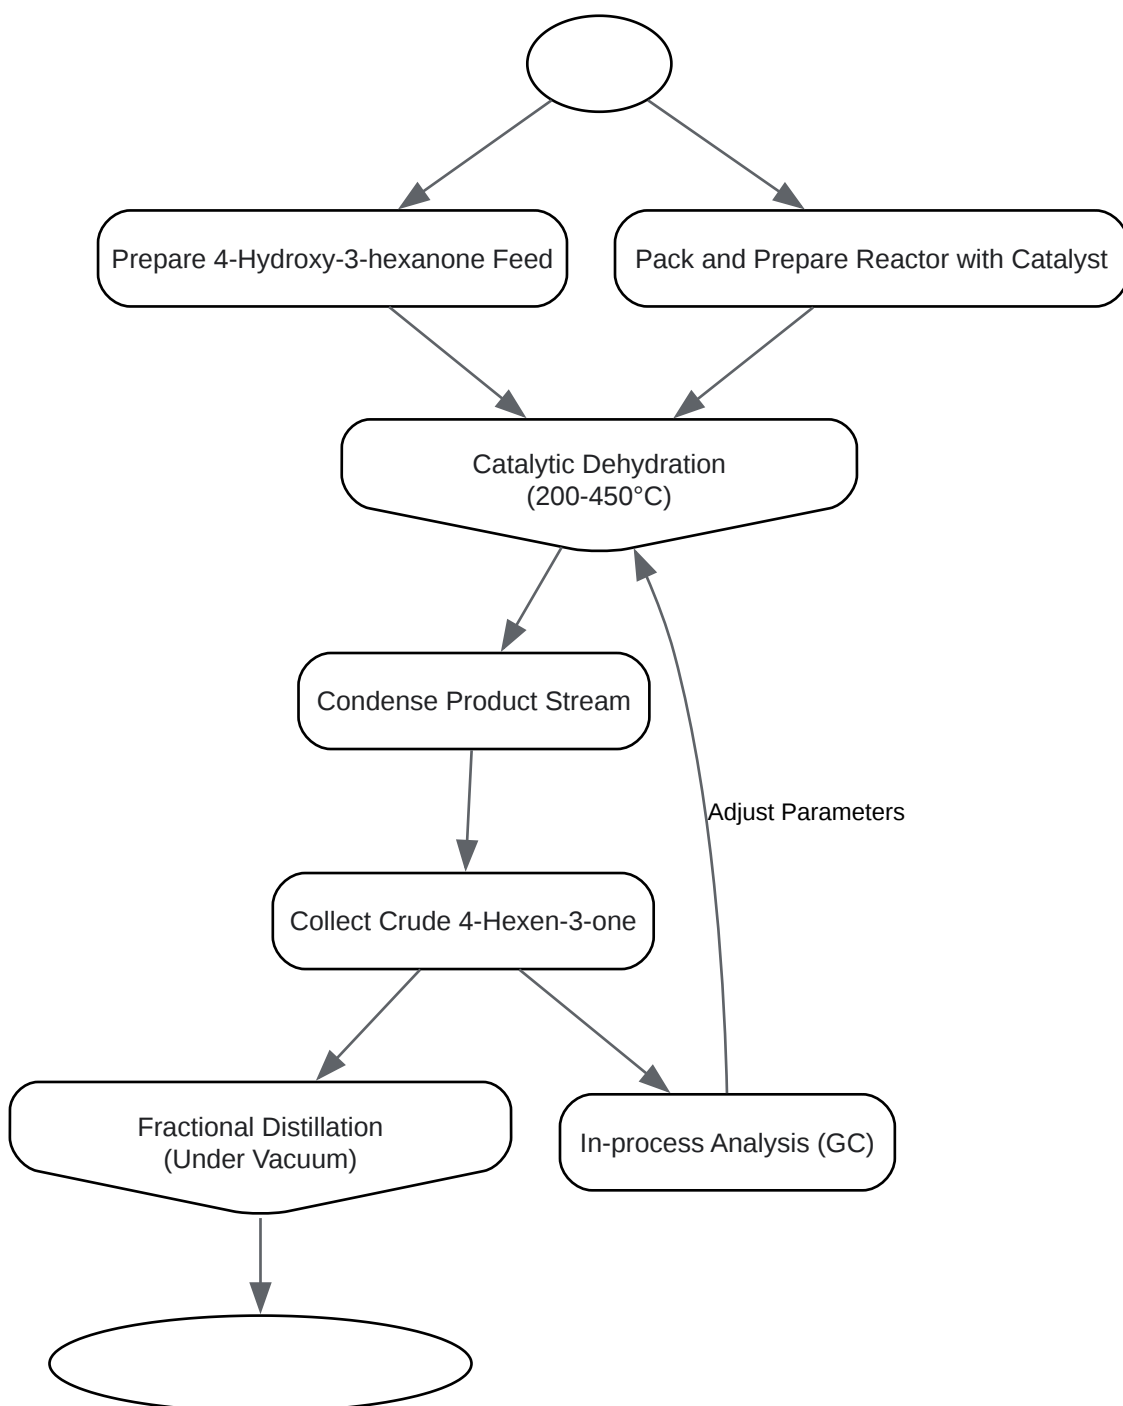 Prepare 4-Hydroxy-3-hexanone Feed
Pack and Prepare Reactor with Catalyst
Catalytic Dehydration
(200-450°C)
Condense Product Stream
Adjust Parameters
Collect Crude 4-Hexen-3-one
Fractional Distillation
(Under Vacuum)
In-process Analysis (GC)